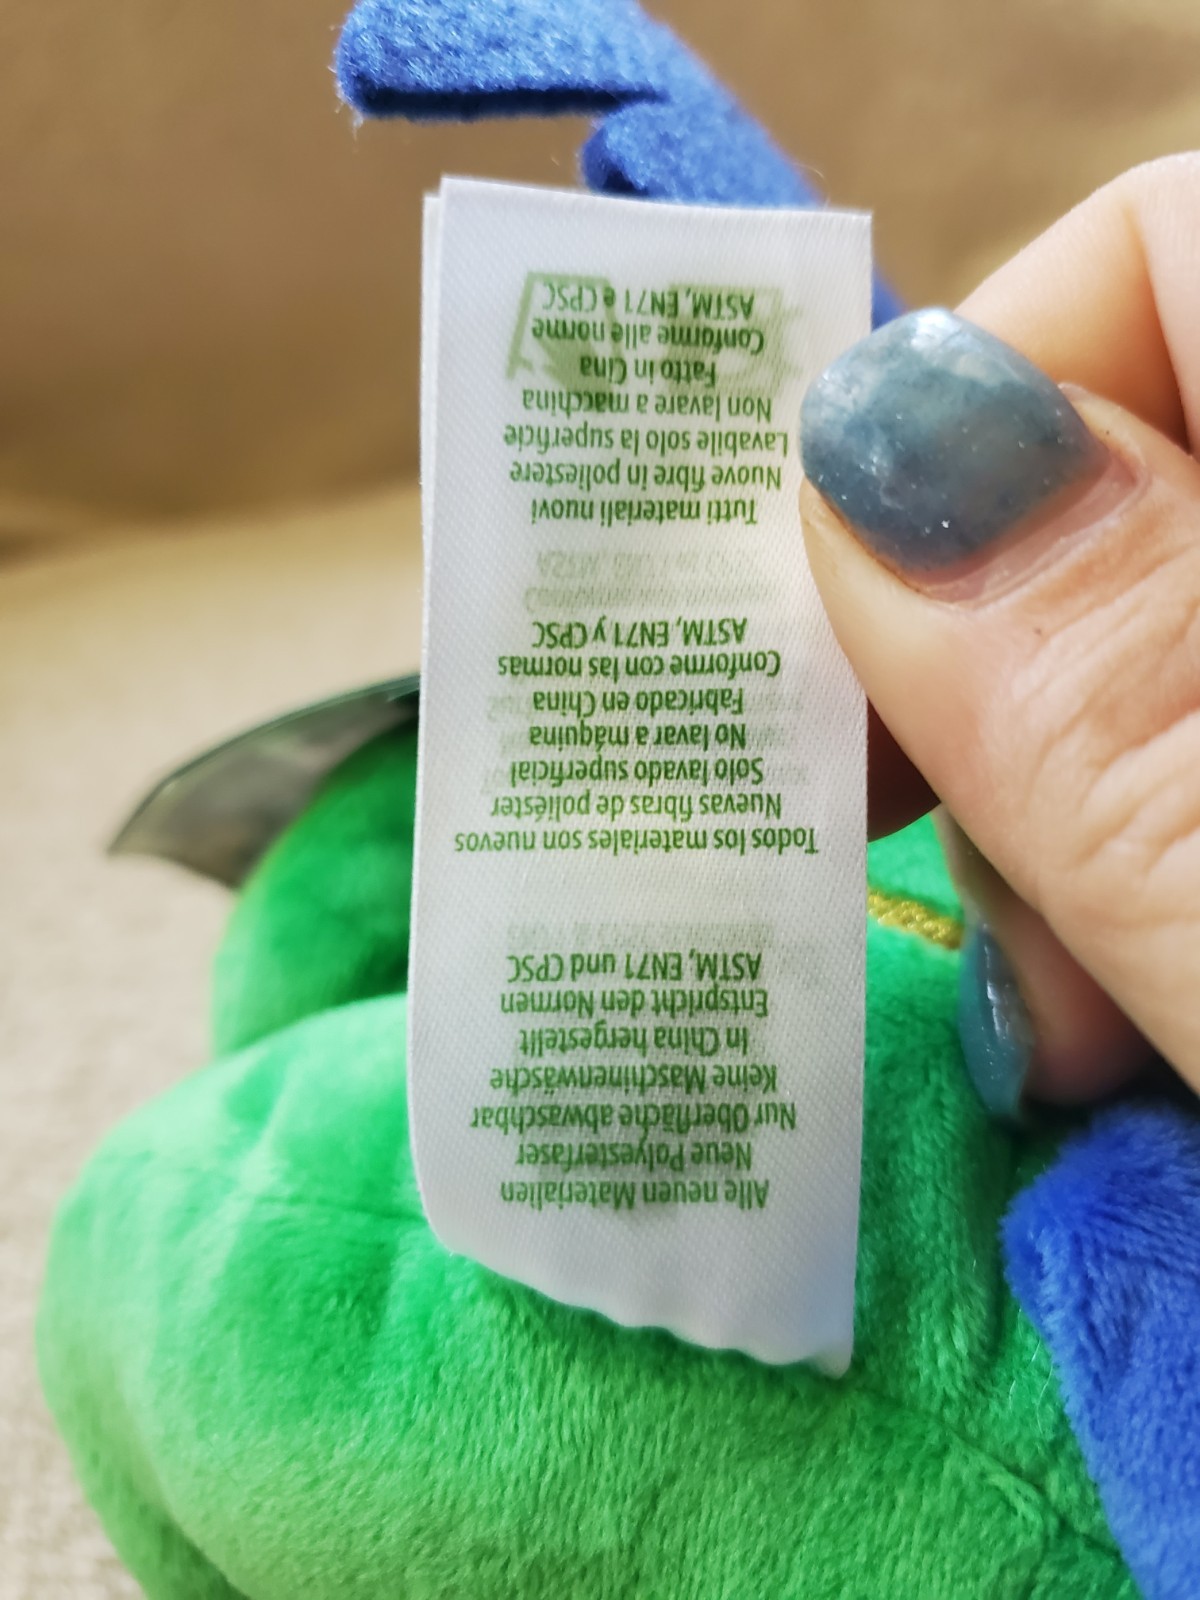 Alle neuen Materialien
Neue Polyesterfaser
Nur Oberfläche abwaschbar
Keine Maschinenwäsche
In China hergestellt
Entspricht den Normen
ASTM, EN71 und CPSC
Todos los materiales son nuevos
Nuevas fibras de poliéster
Solo lavado superficial
No lavar a máquina
Fabricado en China
Conforme con las normas
ASTM, EN71 y CPSC
Tutti materiali nuovi
Nuove fibre in poliestere
Lavabile solo la superficie
Non lavare a macchina
Fatto in Cina
Conforme alle norme
ASTM, EN71 e CPSC